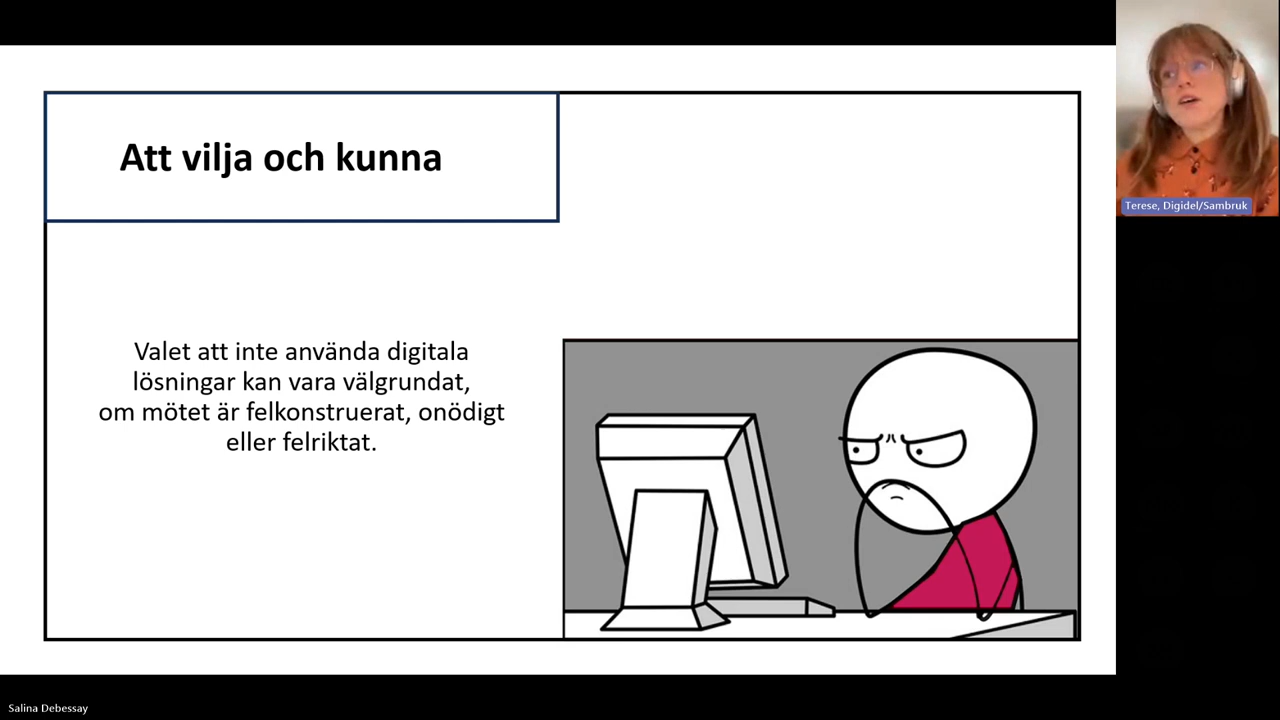 Att vilja och kunna
Valet att inte använda digitala
lösningar kan vara välgrundat,
om mötet är felkonstruerat, onödigt
eller felriktat.
Terese, Digidel/Sambruk
Salina Debessay